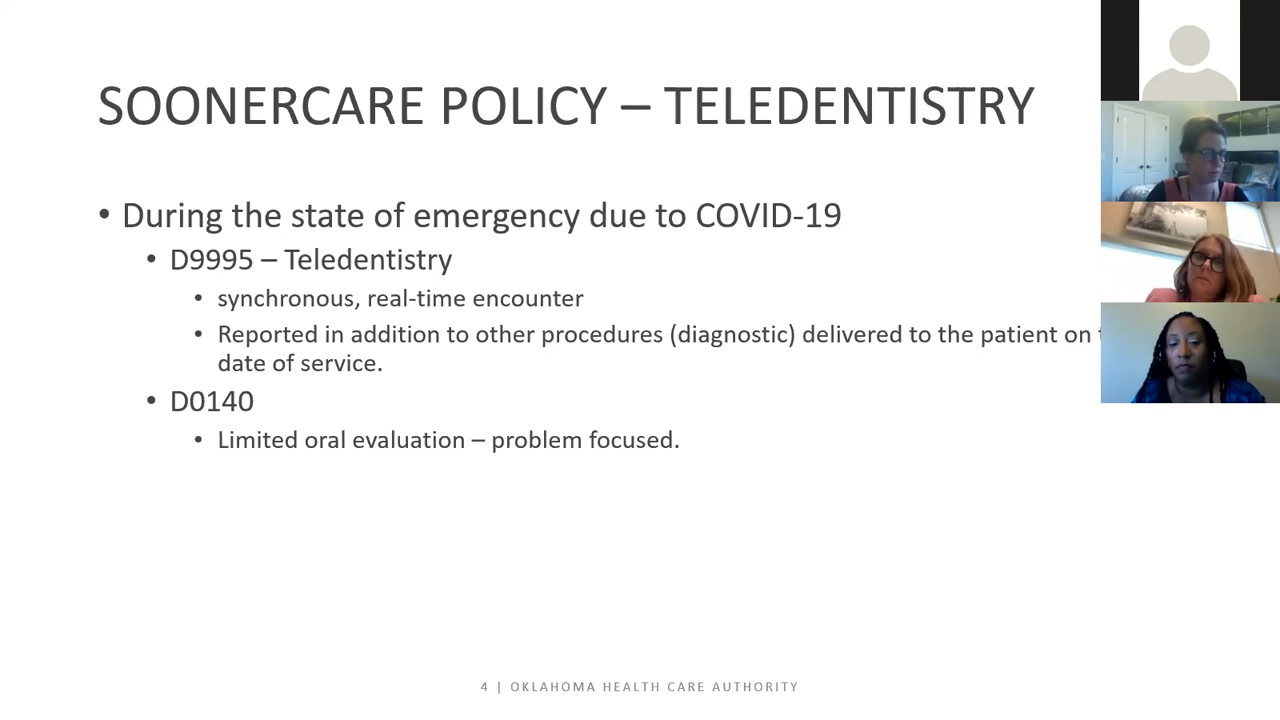 SOONERCARE POLICY – TELEDENTISTRY
• During the state of emergency due to COVID-19
• D9995 – Teledentistry
• synchronous, real-time encounter
• Reported in addition to other procedures (diagnostic) delivered to the patient on
date of service.
• D0140
• Limited oral evaluation – problem focused.
4 | OKLAHOMA HEALTH CARE AUTHORITY